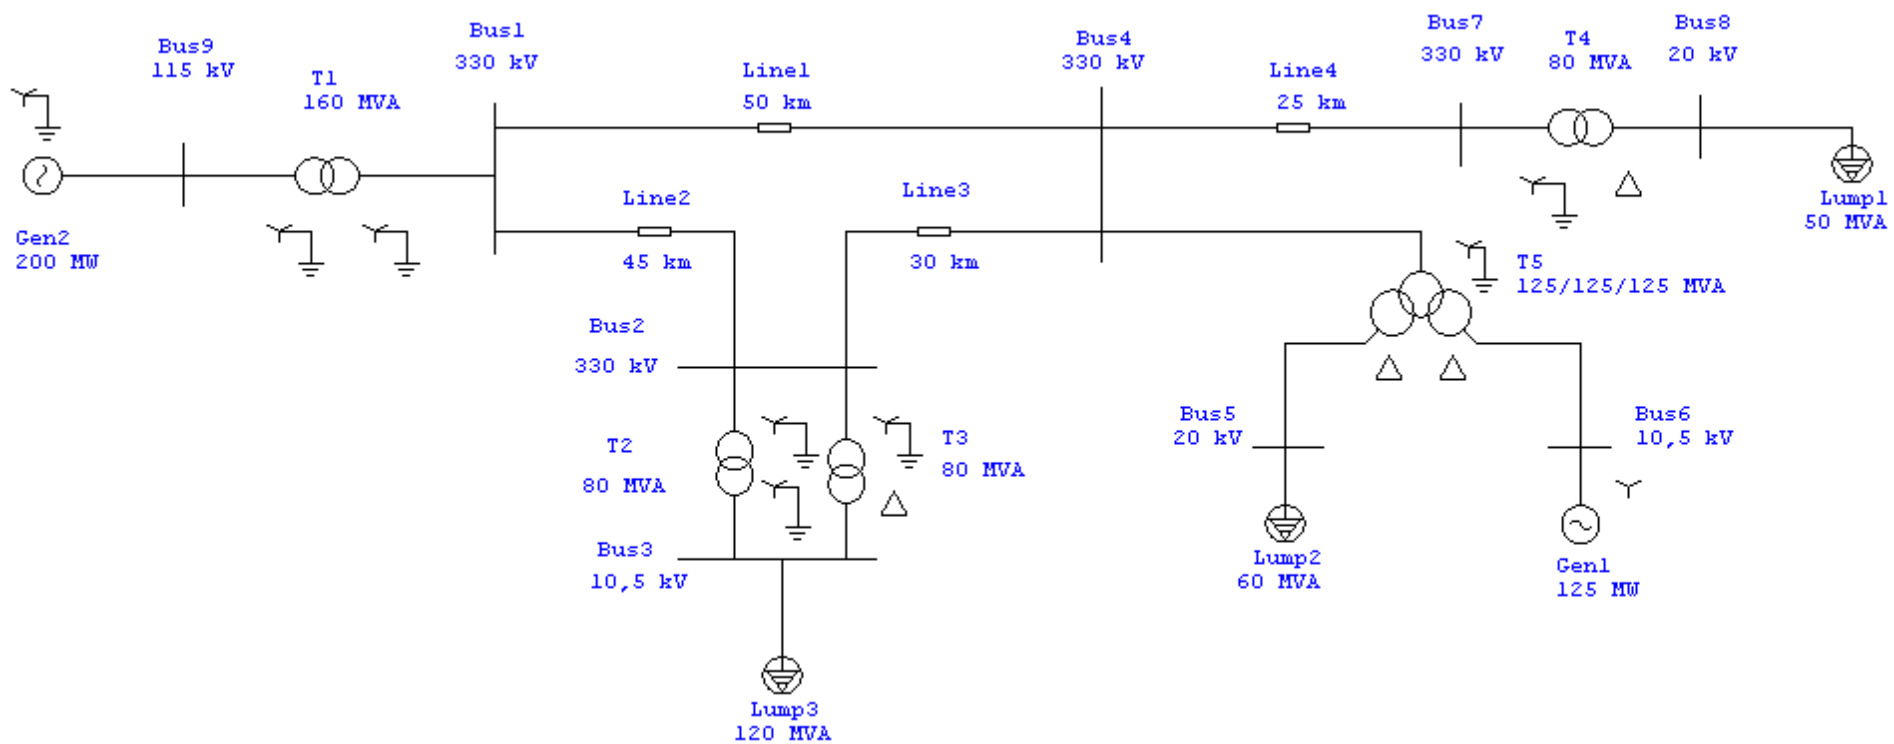 Bus9
115 kV
T1
160 MVA
Bus1
330 kV
Line1
50 km
Bus4
330 kV
Line4
25 km
Bus7
330 kV
T4
80 MVA
Bus8
20 kV
Gen2
200 MW
Line2
45 km
Line3
30 km
Lump1
50 MVA
T5
125/125/125 MVA
Bus2
330 kV
T2
80 MVA
T3
80 MVA
Bus5
20 kV
Bus6
10,5 kV
Bus3
10,5 kV
Lump2
60 MVA
Gen1
125 MW
Lump3
120 MVA